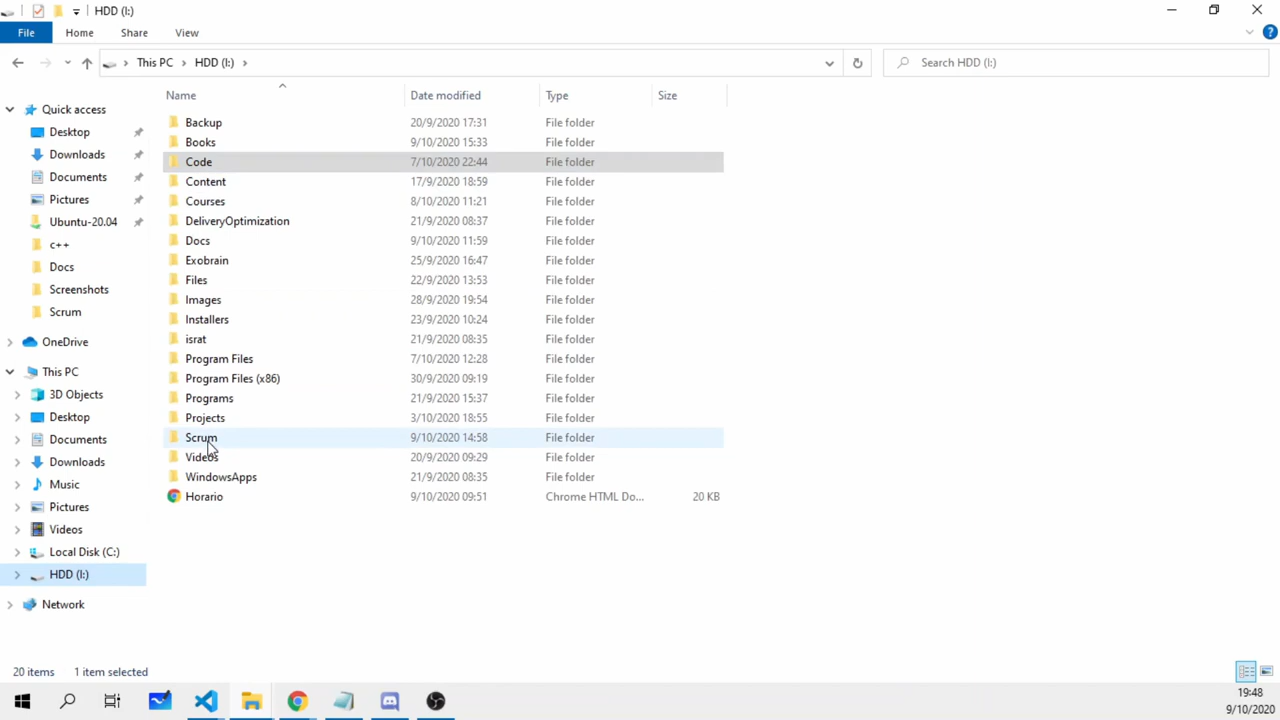 HDD (I:)
File Home Share View
This PC HDD (I:) Search HDD (I:)
Name Date modified Type Size
Quick access
Desktop
Downloads
Documents
Pictures
Ubuntu-20.04
c++
Docs
Screenshots
Scrum
OneDrive
This PC
3D Objects
Desktop
Documents
Downloads
Music
Pictures
Videos
Local Disk (C:)
HDD (I:)
Network
Backup 20/9/2020 17:31 File folder
Books 9/10/2020 15:33 File folder
Code 7/10/2020 22:44 File folder
Content 17/9/2020 18:59 File folder
Courses 8/10/2020 11:21 File folder
DeliveryOptimization 21/9/2020 08:37 File folder
Docs 9/10/2020 11:59 File folder
Exobrain 25/9/2020 16:47 File folder
Files 22/9/2020 13:53 File folder
Images 28/9/2020 19:54 File folder
Installers 23/9/2020 10:24 File folder
israt 21/9/2020 08:35 File folder
Program Files 7/10/2020 12:28 File folder
Program Files (x86) 30/9/2020 09:19 File folder
Programs 21/9/2020 15:37 File folder
Projects 3/10/2020 18:55 File folder
Scrum 9/10/2020 14:58 File folder
Videos 20/9/2020 09:29 File folder
WindowsApps 21/9/2020 08:35 File folder
Horario 9/10/2020 09:51 Chrome HTML Do... 20 KB
20 items 1 item selected
19:48
9/10/2020